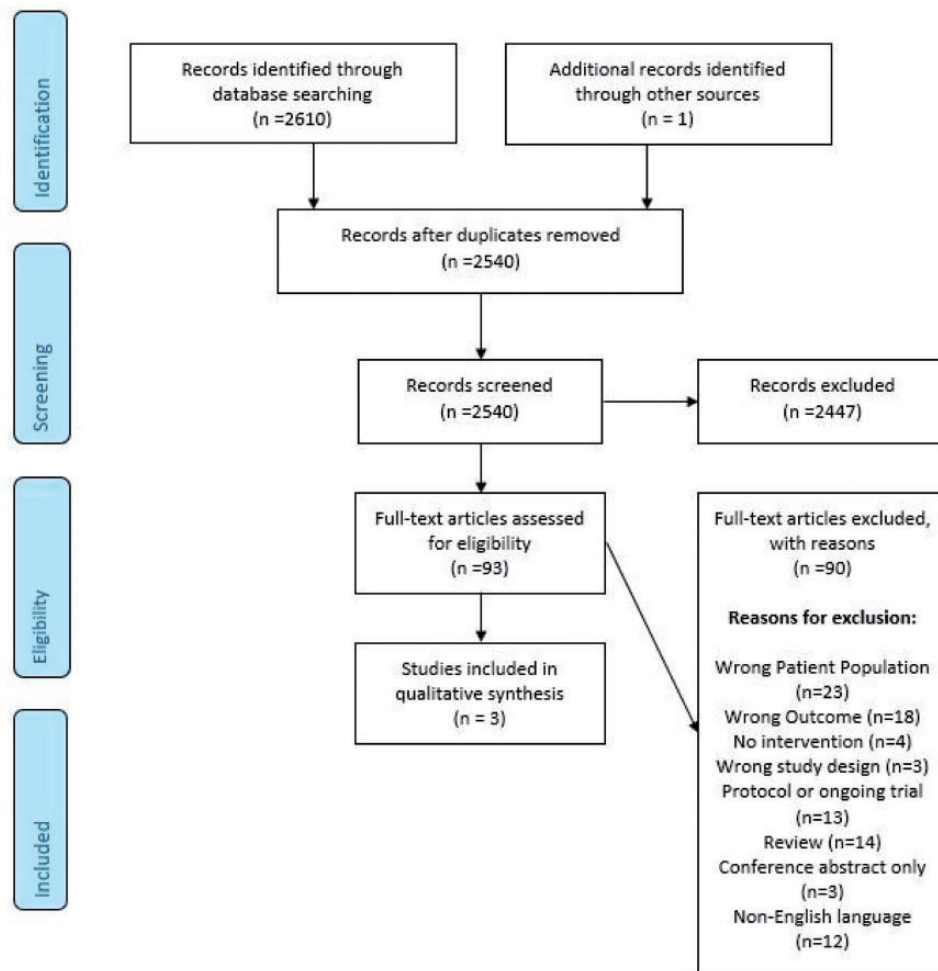 Identification
Records identified through
database searching
(n =2610)
Additional records identified
through other sources
(n = 1)
Records after duplicates removed
(n =2540)
Screening
Records screened
(n =2540)
Records excluded
(n =2447)
Eligibility
Full-text articles assessed
for eligibility
(n =93)
Full-text articles excluded,
with reasons
(n =90)
Reasons for exclusion:
Wrong Patient Population
(n=23)
Wrong Outcome (n=18)
No intervention (n=4)
Wrong study design (n=3)
Protocol or ongoing trial
(n=13)
Review (n=14)
Conference abstract only
(n=3)
Non-English language
(n=12)
Studies included in
qualitative synthesis
(n = 3)
Included